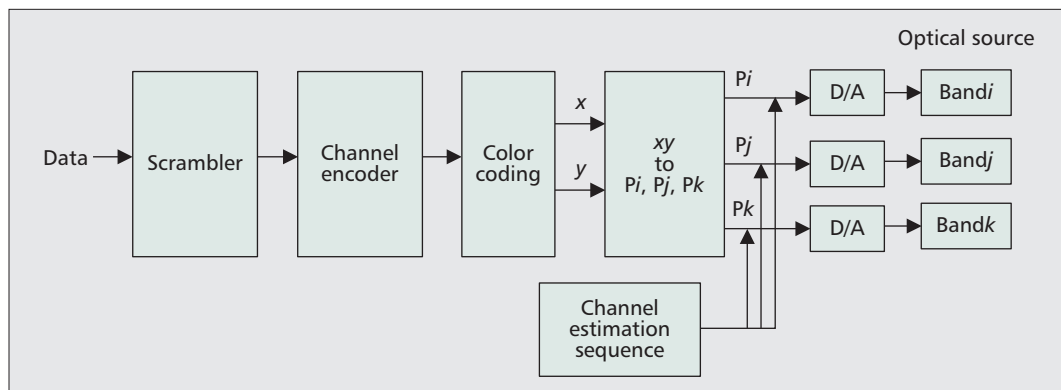 Optical source
Data
Scrambler
Channel
encoder
Color
coding
x
y
xy
to
Pi, Pj, Pk
Pi
Pj
Pk
D/A
D/A
D/A
Bandi
Bandj
Bandk
Channel
estimation
sequence